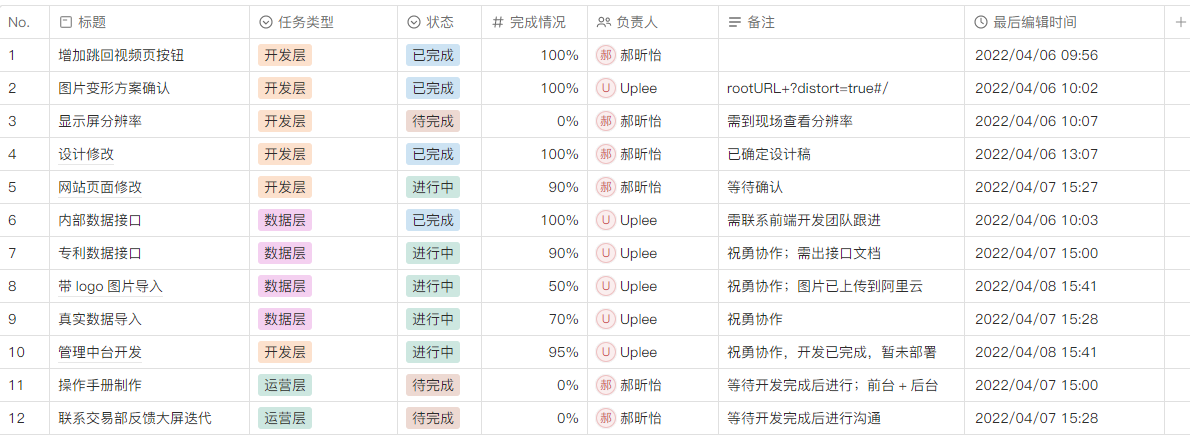 No. 标题 任务类型 状态 # 完成情况 负责人 备注 最后编辑时间 +
1 增加跳回视频页按钮 开发层 已完成 100% 郝 郝昕怡 2022/04/06 09:56
2 图片变形方案确认 开发层 已完成 100% U Uplee rootURL+?distort=true#/ 2022/04/06 10:02
3 显示屏分辨率 开发层 待完成 0% 郝 郝昕怡 需到现场查看分辨率 2022/04/06 10:07
4 设计修改 开发层 已完成 100% 郝 郝昕怡 已确定设计稿 2022/04/06 13:07
5 网站页面修改 开发层 进行中 90% 郝 郝昕怡 等待确认 2022/04/07 15:27
6 内部数据接口 数据层 已完成 100% U Uplee 需联系前端开发团队跟进 2022/04/06 10:03
7 专利数据接口 数据层 进行中 90% U Uplee 祝勇协作；需出接口文档 2022/04/07 15:00
8 带 logo 图片导入 数据层 进行中 50% U Uplee 祝勇协作；图片已上传到阿里云 2022/04/08 15:41
9 真实数据导入 数据层 进行中 70% U Uplee 祝勇协作 2022/04/07 15:28
10 管理中台开发 开发层 进行中 95% U Uplee 祝勇协作，开发已完成，暂未部署 2022/04/08 15:41
11 操作手册制作 运营层 待完成 0% 郝 郝昕怡 等待开发完成后进行；前台 + 后台 2022/04/07 15:00
12 联系交易部反馈大屏迭代 运营层 待完成 0% 郝 郝昕怡 等待开发完成后进行沟通 2022/04/07 15:28